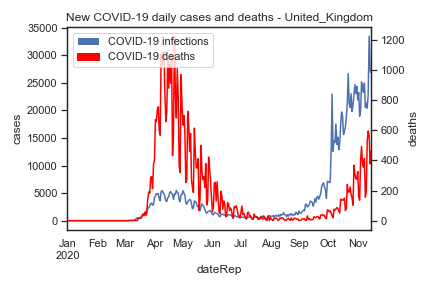 New COVID-19 daily cases and deaths - United_Kingdom
COVID-19 infections
COVID-19 deaths
cases
35000
30000
25000
20000
15000
10000
5000
0
deaths
1200
1000
800
600
400
200
0
Jan Feb Mar Apr May Jun Jul Aug Sep Oct Nov
2020
dateRep